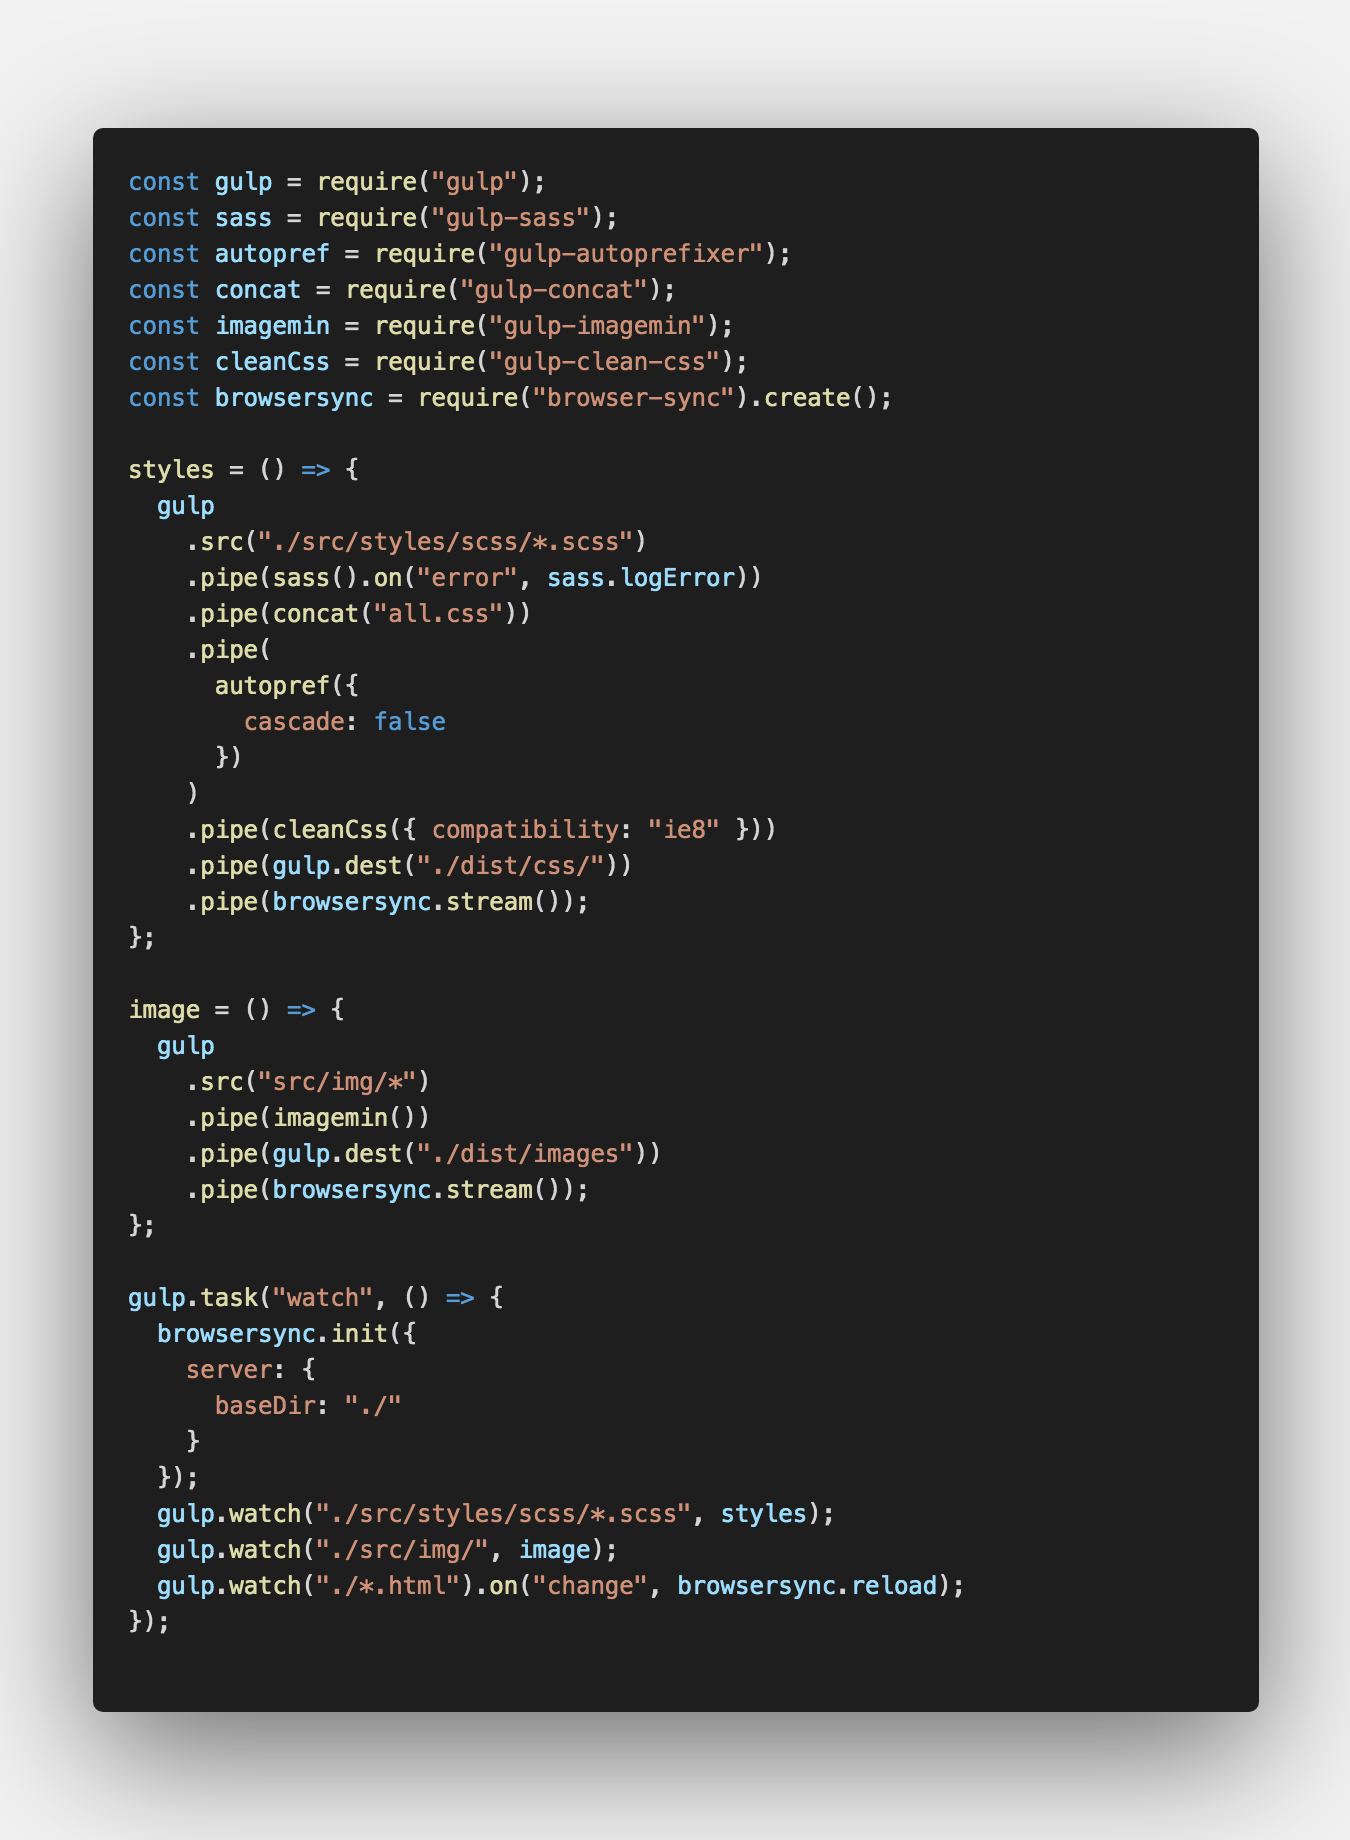 const gulp = require("gulp");
const sass = require("gulp-sass");
const autopref = require("gulp-autoprefixer");
const concat = require("gulp-concat");
const imagemin = require("gulp-imagemin");
const cleanCss = require("gulp-clean-css");
const browsersync = require("browser-sync").create();

styles = () => {
  gulp
    .src("./src/styles/scss/*.scss")
    .pipe(sass().on("error", sass.logError))
    .pipe(concat("all.css"))
    .pipe(
      autopref({
        cascade: false
      })
    )
    .pipe(cleanCss({ compatibility: "ie8" }))
    .pipe(gulp.dest("./dist/css/"))
    .pipe(browsersync.stream());
};

image = () => {
  gulp
    .src("src/img/*")
    .pipe(imagemin())
    .pipe(gulp.dest("./dist/images"))
    .pipe(browsersync.stream());
};

gulp.task("watch", () => {
  browsersync.init({
    server: {
      baseDir: "./"
    }
  });
  gulp.watch("./src/styles/scss/*.scss", styles);
  gulp.watch("./src/img/", image);
  gulp.watch("./*.html").on("change", browsersync.reload);
});